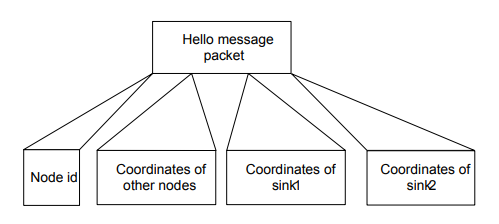 Hello message
packet
Node id
Coordinates of
other nodes
Coordinates of
sink1
Coordinates of
sink2